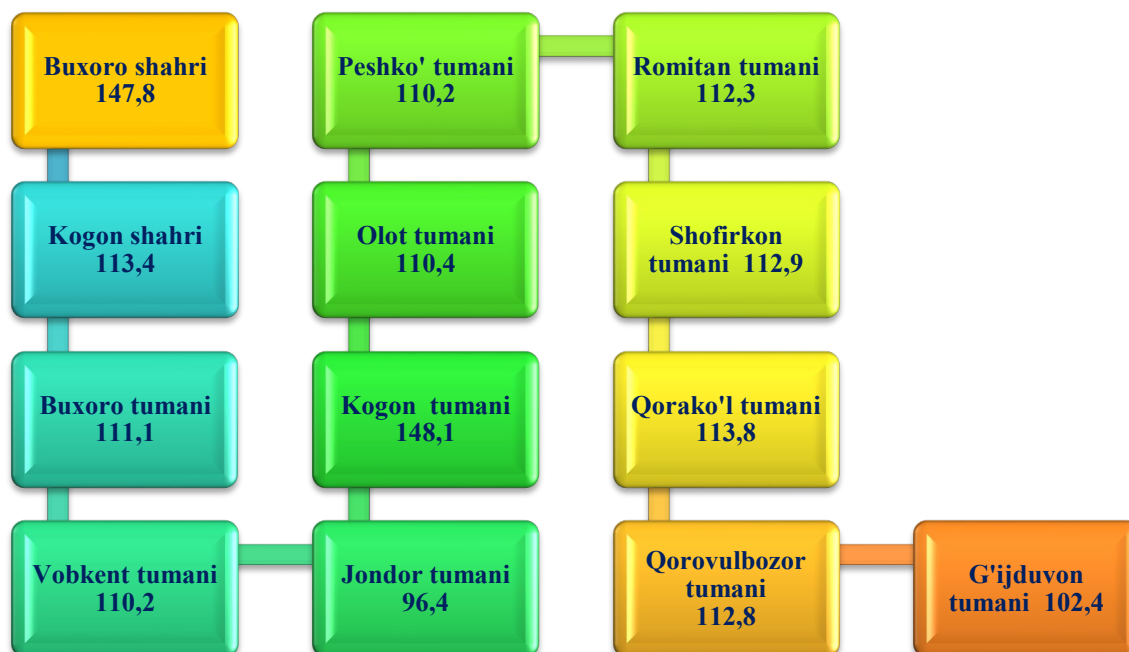 Buxoro shahri
147,8
Kogon shahri
113,4
Buxoro tumani
111,1
Vobkent tumani
110,2
Jondor tumani
96,4
Kogon  tumani
148,1
Olot tumani
110,4
Peshko' tumani
110,2
Romitan tumani
112,3
Shofirkon
tumani  112,9
Qorako'l tumani
113,8
Qorovulbozor
tumani
112,8
G'ijduvon
tumani  102,4